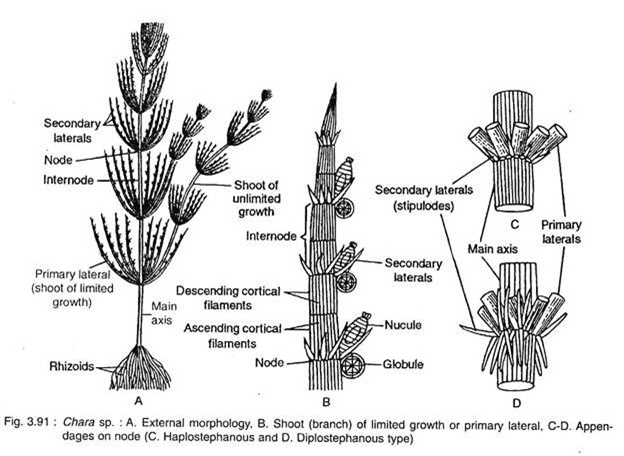 Secondary
laterals
Node
Internode
Shoot of
unlimited
growth
Primary lateral
(shoot of limited
growth)
Main
axis
Rhizoids
A
Internode
Secondary
laterals
Descending cortical
filaments
Ascending cortical
filaments
Nucule
Node
Globule
B
Secondary laterals
(stipulodes)
C
Primary
laterals
Main axis
D
Fig. 3.91 : Chara sp. : A. External morphology, B. Shoot (branch) of limited growth or primary lateral, C-D. Appen-
dages on node (C. Haplostephanous and D. Diplostephanous type)